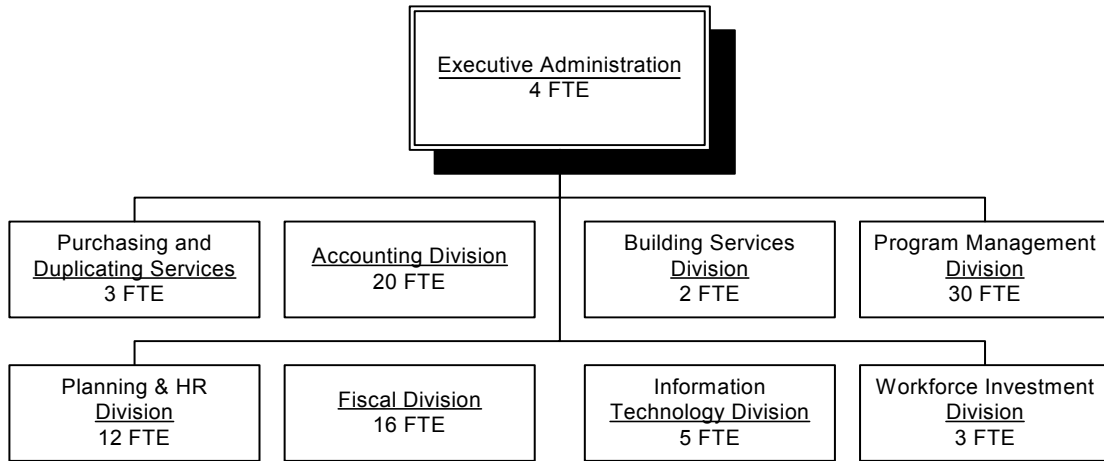 Executive Administration
4 FTE
Purchasing and
Duplicating Services
3 FTE
Accounting Division
20 FTE
Building Services
Division
2 FTE
Program Management
Division
30 FTE
Planning & HR
Division
12 FTE
Fiscal Division
16 FTE
Information
Technology Division
5 FTE
Workforce Investment
Division
3 FTE